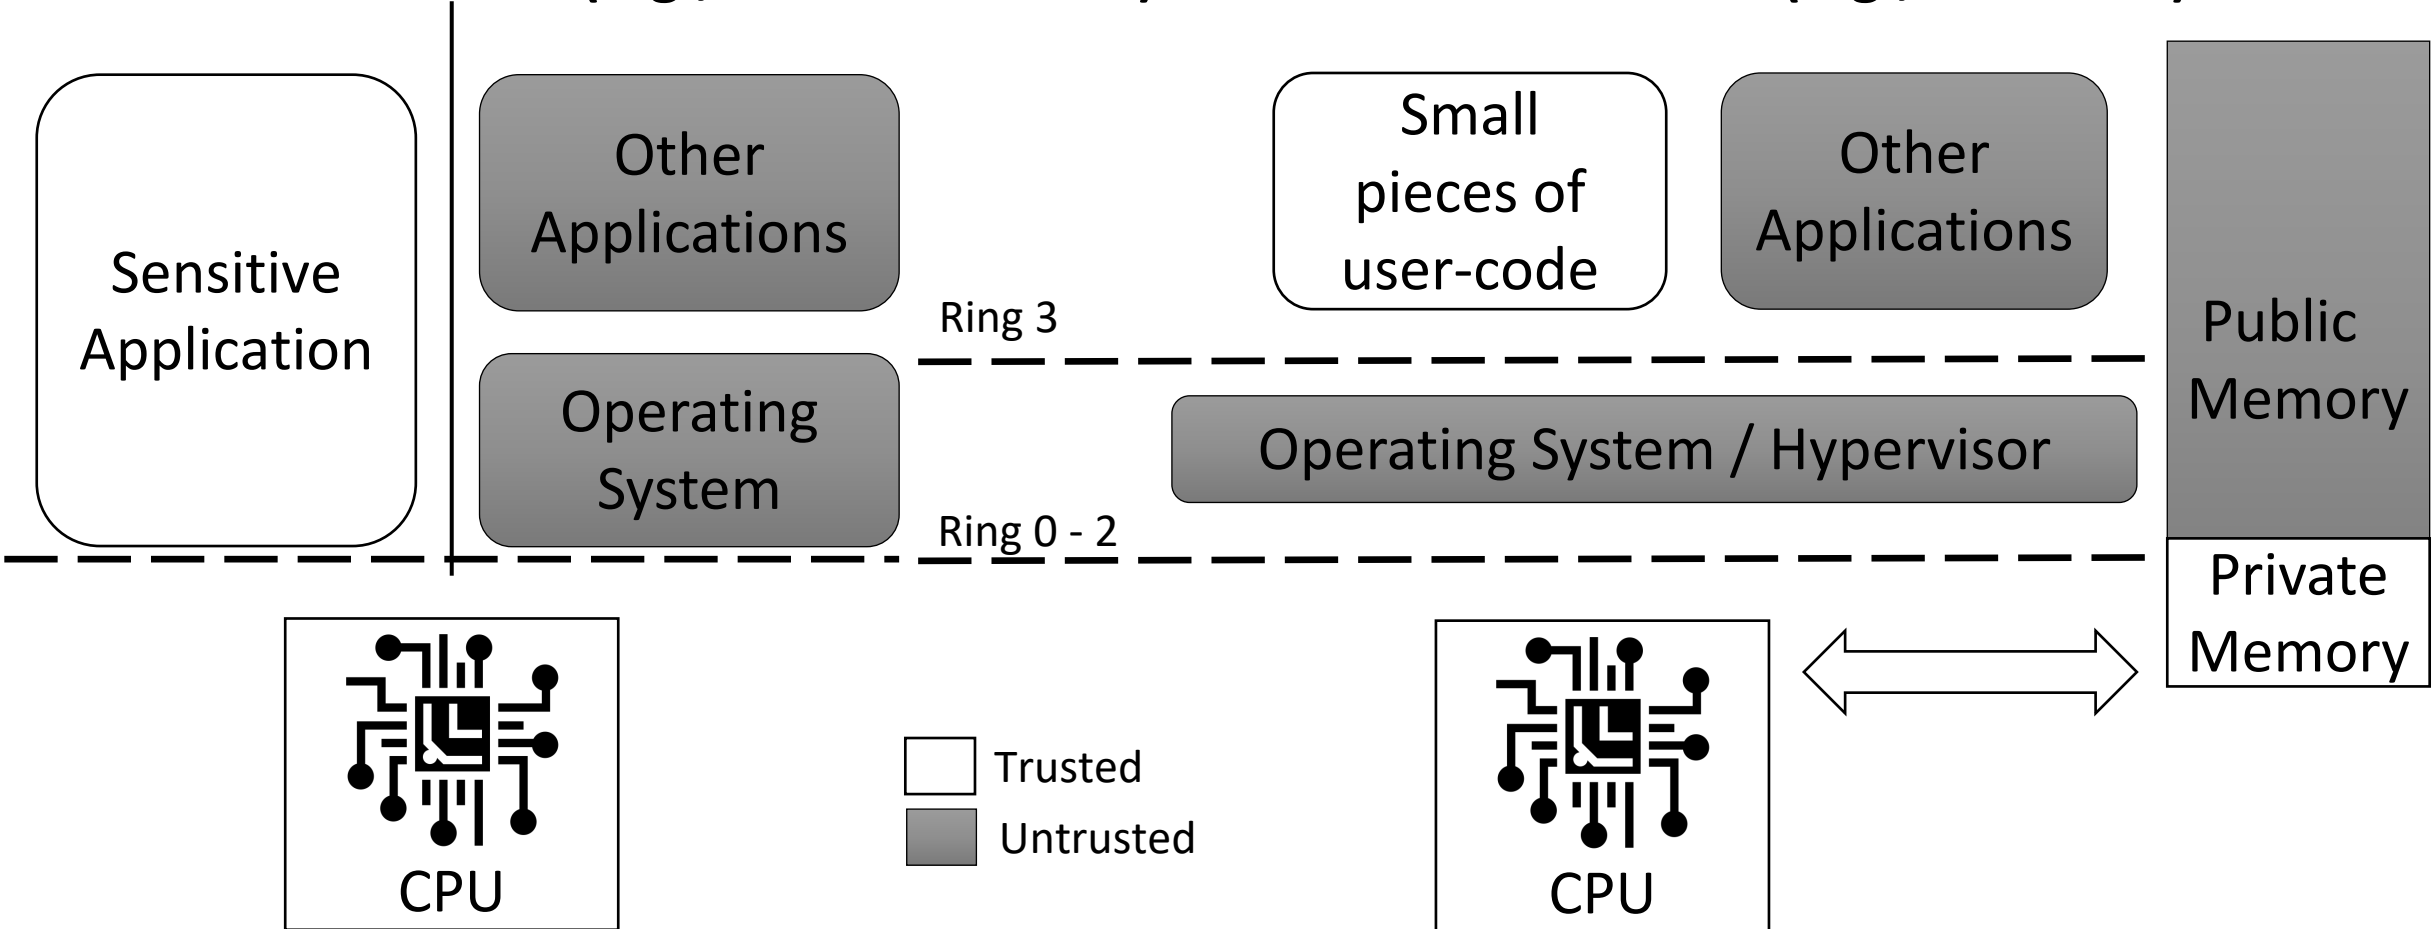 Sensitive
Application
Other
Applications
Operating
System
Ring 3
Ring 0 - 2
Small
pieces of
user-code
Other
Applications
Operating System / Hypervisor
Public
Memory
Private
Memory
CPU
Trusted
Untrusted
CPU